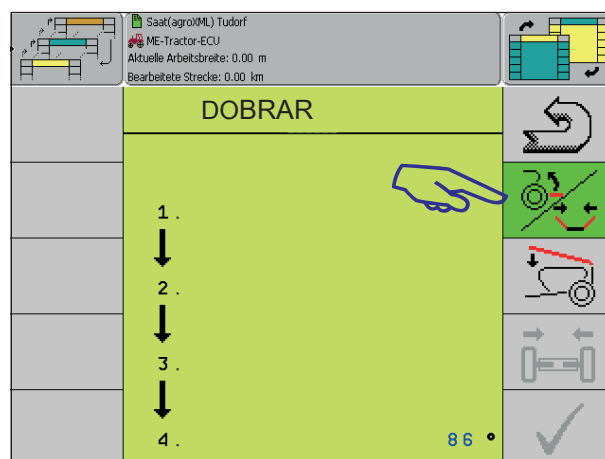 Saat(agroXML) Tudorf
ME-Tractor-ECU
Aktuelle Arbeitsbreite: 0.00 m
Bearbeitete Strecke: 0.00 km
DOBRAR
1.
2.
3.
4. 86 °